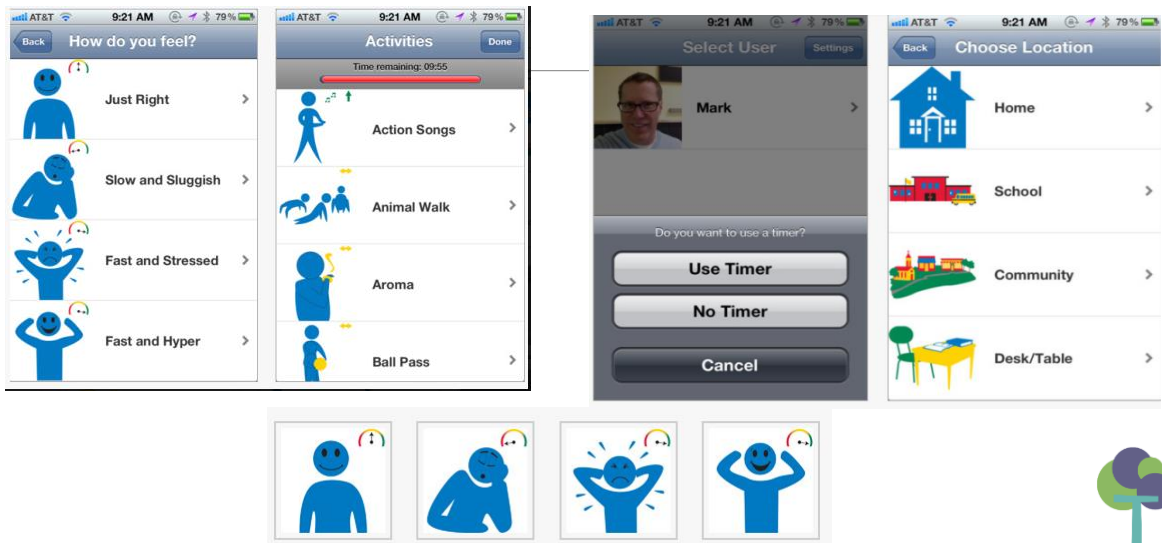 AT&T 9:21 AM 79%
Back How do you feel?
Just Right
Slow and Sluggish
Fast and Stressed
Fast and Hyper
AT&T 9:21 AM 79%
Activities Done
Time remaining: 09:55
Action Songs
Animal Walk
Aroma
Ball Pass
AT&T 9:21 AM 79%
Select User Settings
Mark
Do you want to use a timer?
Use Timer
No Timer
Cancel
AT&T 9:21 AM 79%
Back Choose Location
Home
School
Community
Desk/Table